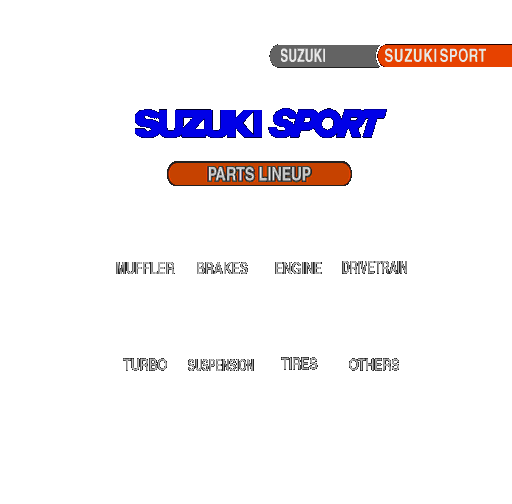 SUZUKI SUZUKI SPORT
SUZUKI SPORT
PARTS LINEUP
MUFFLER BRAKES ENGINE DRIVETRAIN
TURBO SUSPENSION TIRES OTHERS